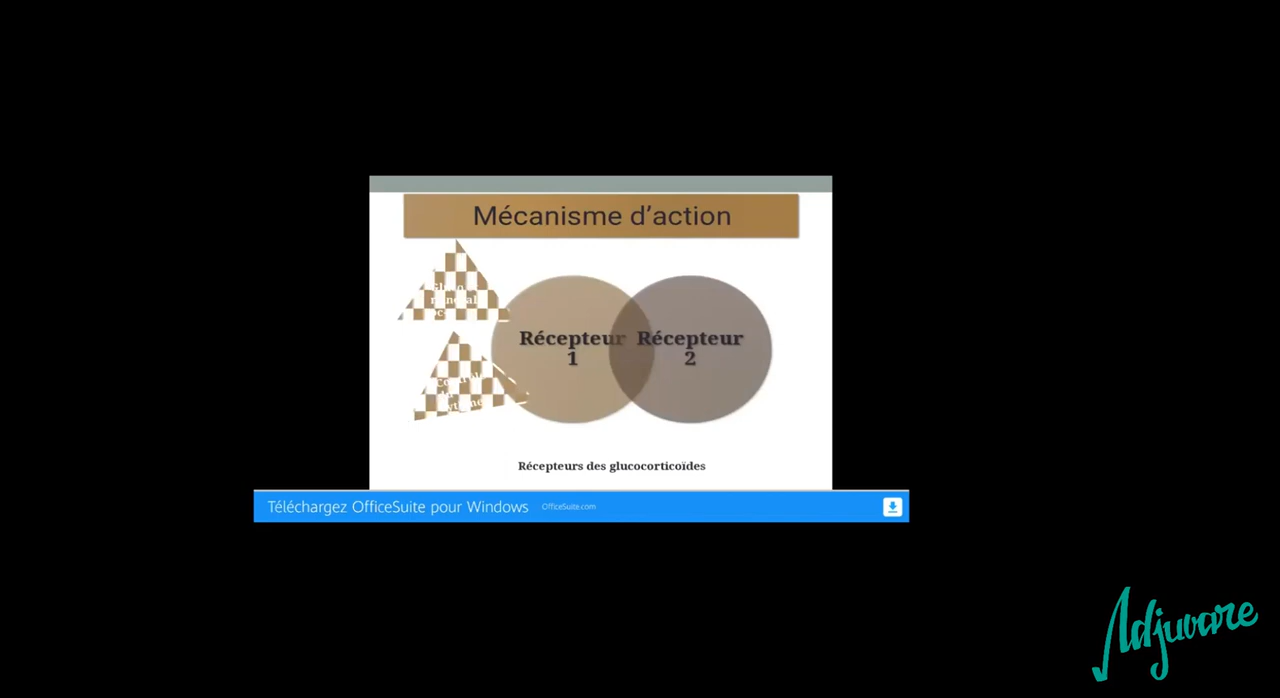 Mécanisme d'action
Récepteur
1
Récepteur
2
Récepteurs des glucocorticoïdes
Téléchargez OfficeSuite pour Windows OfficeSuite.com
Adjuvare